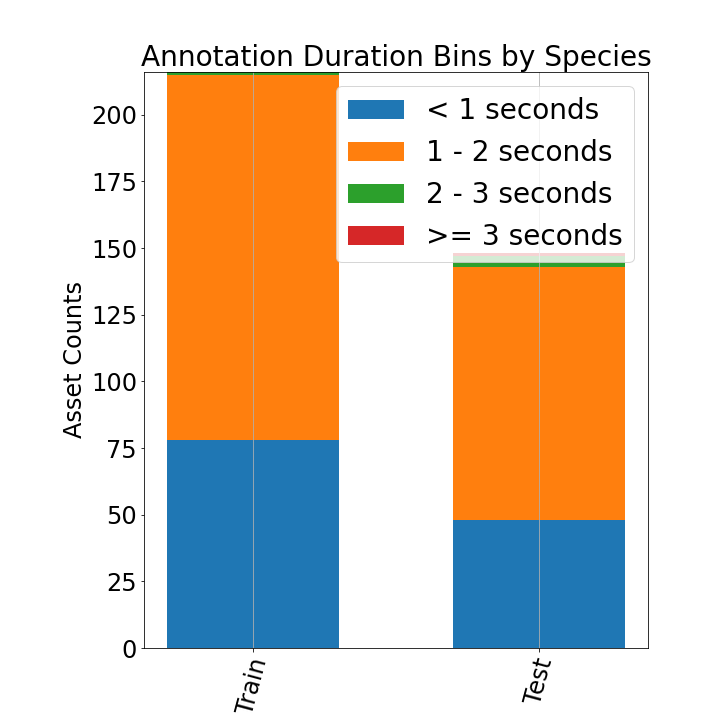 Annotation Duration Bins by Species
< 1 seconds
1 - 2 seconds
2 - 3 seconds
>= 3 seconds
Asset Counts
200
175
150
125
100
75
50
25
0
Train
Test